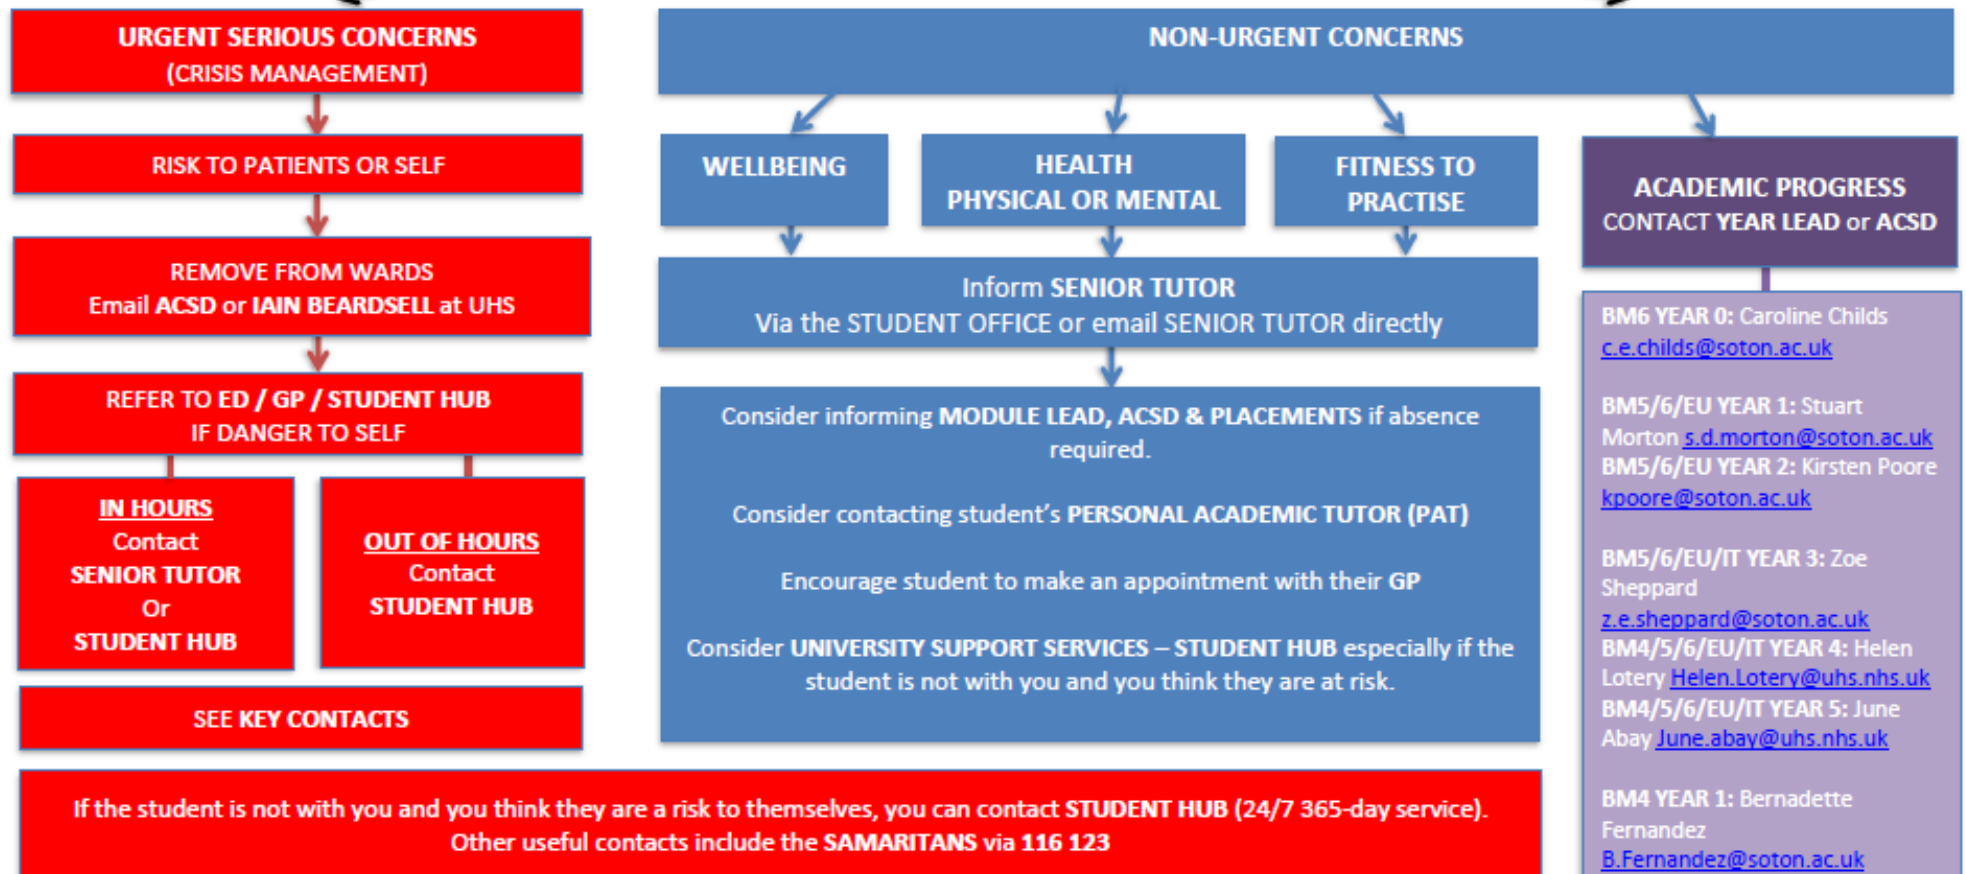 URGENT SERIOUS CONCERNS
(CRISIS MANAGEMENT)
RISK TO PATIENTS OR SELF
REMOVE FROM WARDS
Email ACSD or IAIN BEARDSELL at UHS
REFER TO ED / GP / STUDENT HUB
IF DANGER TO SELF
IN HOURS
Contact
SENIOR TUTOR
Or
STUDENT HUB
OUT OF HOURS
Contact
STUDENT HUB
SEE KEY CONTACTS
NON-URGENT CONCERNS
WELLBEING
HEALTH
PHYSICAL OR MENTAL
FITNESS TO
PRACTISE
Inform SENIOR TUTOR
Via the STUDENT OFFICE or email SENIOR TUTOR directly
Consider informing MODULE LEAD, ACSD & PLACEMENTS if absence
required.
Consider contacting student's PERSONAL ACADEMIC TUTOR (PAT)
Encourage student to make an appointment with their GP
Consider UNIVERSITY SUPPORT SERVICES – STUDENT HUB especially if the
student is not with you and you think they are at risk.
ACADEMIC PROGRESS
CONTACT YEAR LEAD or ACSD
BM6 YEAR 0: Caroline Childs
c.e.childs@soton.ac.uk
BM5/6/EU YEAR 1: Stuart
Morton s.d.morton@soton.ac.uk
BM5/6/EU YEAR 2: Kirsten Poore
kpoore@soton.ac.uk
BM5/6/EU/IT YEAR 3: Zoe
Sheppard
z.e.sheppard@soton.ac.uk
BM4/5/6/EU/IT YEAR 4: Helen
Lotery Helen.Lotery@uhs.nhs.uk
BM4/5/6/EU/IT YEAR 5: June
Abay June.abay@uhs.nhs.uk
BM4 YEAR 1: Bernadette
Fernandez
B.Fernandez@soton.ac.uk
If the student is not with you and you think they are a risk to themselves, you can contact STUDENT HUB (24/7 365-day service).
Other useful contacts include the SAMARITANS via 116 123